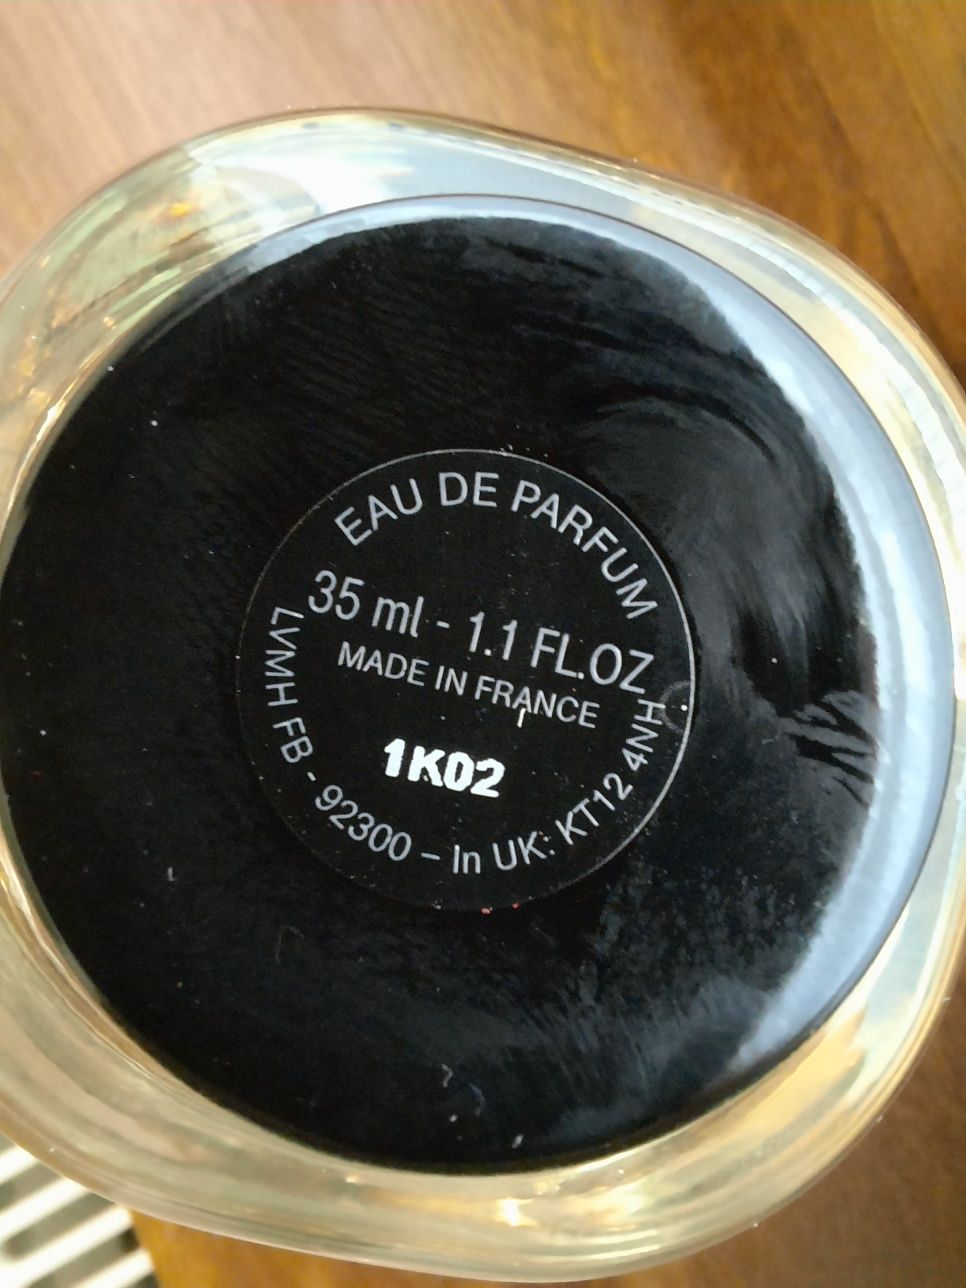 EAU DE PARFUM
35 ml - 1.1 FL.OZ
MADE IN FRANCE
1K02
LVMH FB - 92300 – In UK: KT12 4NH